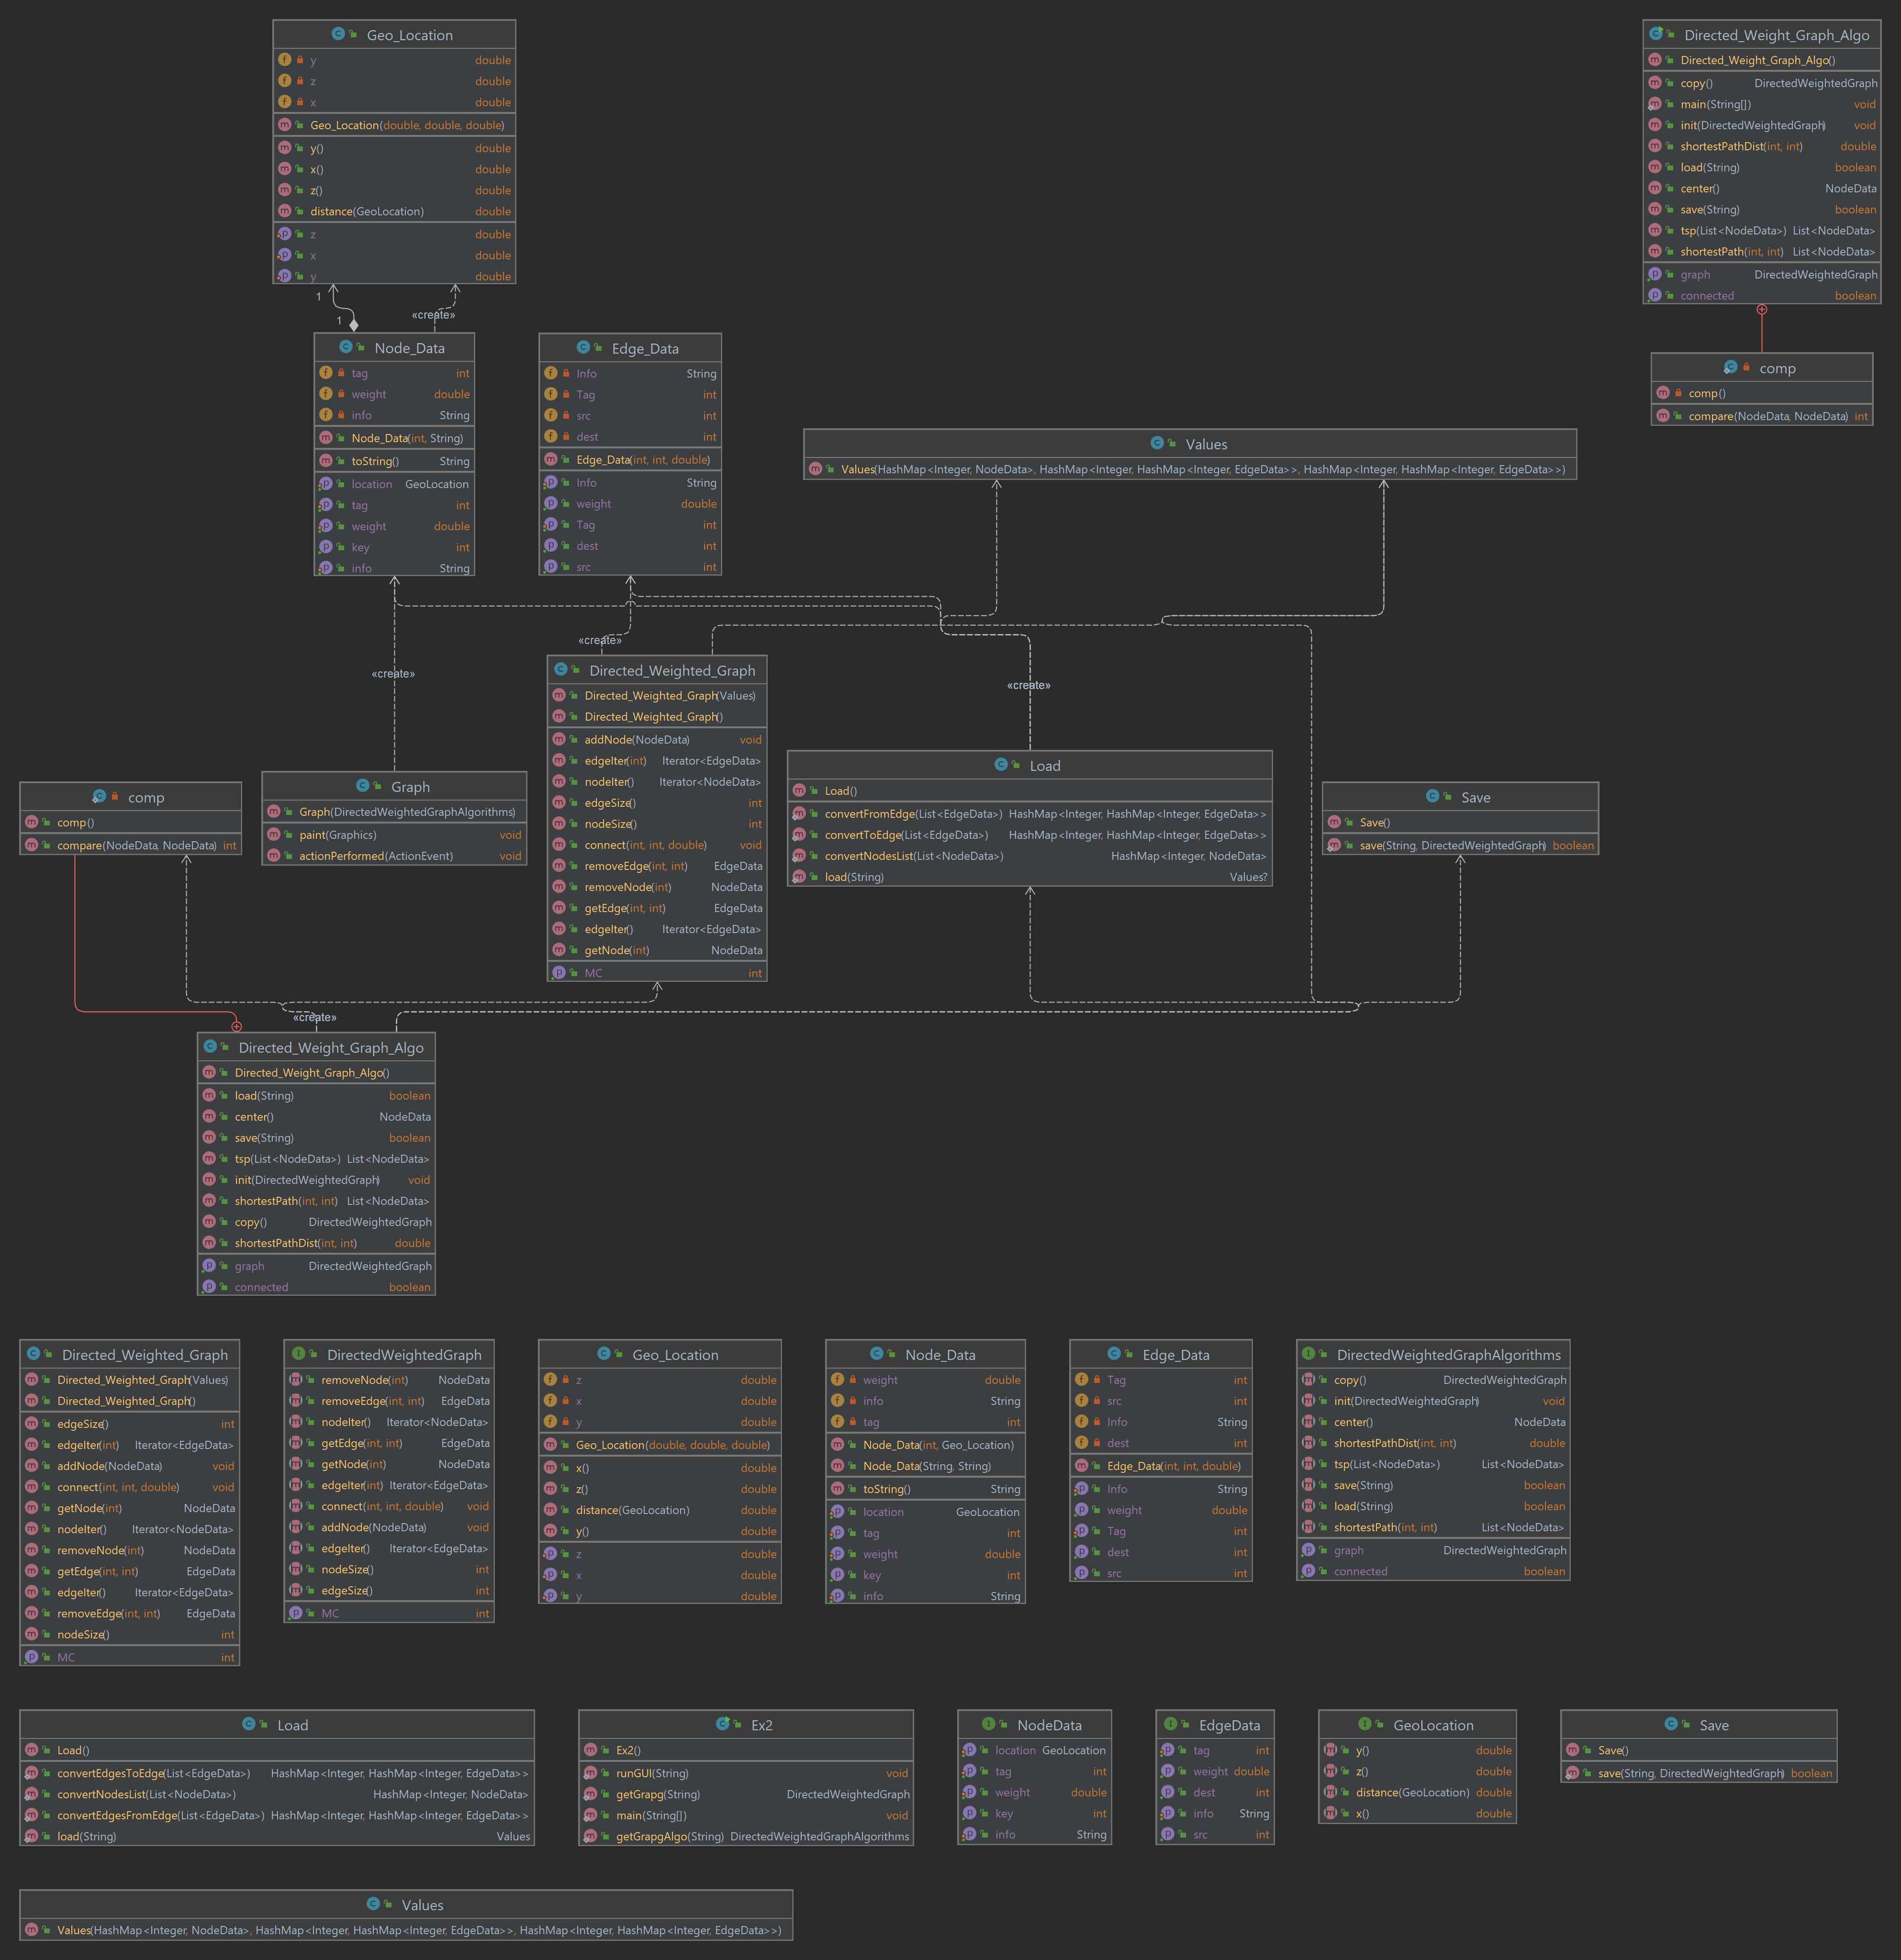 Geo_Location
y double
z double
x double
Geo_Location(double, double, double)
y() double
x() double
z() double
distance(GeoLocation) double
z double
x double
y double
Directed_Weight_Graph_Algo
Directed_Weight_Graph_Algo()
copy() DirectedWeightedGraph
main(String[]) void
init(DirectedWeightedGraph) void
shortestPathDist(int, int) double
load(String) boolean
center() NodeData
save(String) boolean
tsp(List<NodeData>) List<NodeData>
shortestPath(int, int) List<NodeData>
graph DirectedWeightedGraph
connected boolean
1
1
«create»
Node_Data
tag int
weight double
info String
Node_Data(int, String)
toString() String
location GeoLocation
tag int
weight double
key int
info String
Edge_Data
Info String
Tag int
src int
dest int
Edge_Data(int, int, double)
Info String
weight double
Tag int
dest int
src int
comp
comp()
compare(NodeData, NodeData) int
Values
Values(HashMap<Integer, NodeData>, HashMap<Integer, HashMap<Integer, EdgeData>>, HashMap<Integer, HashMap<Integer, EdgeData>>)
«create»
«create»
«create»
Directed_Weighted_Graph
Directed_Weighted_Graph(Values)
Directed_Weighted_Graph()
addNode(NodeData) void
edgeIter(int) Iterator<EdgeData>
nodeIter() Iterator<NodeData>
edgeSize() int
nodeSize() int
connect(int, int, double) void
removeEdge(int, int) EdgeData
removeNode(int) NodeData
getEdge(int, int) EdgeData
edgeIter() Iterator<EdgeData>
getNode(int) NodeData
MC int
Load
Load()
convertFromEdge(List<EdgeData>) HashMap<Integer, HashMap<Integer, EdgeData>>
convertToEdge(List<EdgeData>) HashMap<Integer, HashMap<Integer, EdgeData>>
convertNodesList(List<NodeData>) HashMap<Integer, NodeData>
load(String) Values?
Graph
Graph(DirectedWeightedGraphAlgorithms)
paint(Graphics) void
actionPerformed(ActionEvent) void
comp
comp()
compare(NodeData, NodeData) int
Save
Save()
save(String, DirectedWeightedGraph) boolean
«create»
Directed_Weight_Graph_Algo
Directed_Weight_Graph_Algo()
load(String) boolean
center() NodeData
save(String) boolean
tsp(List<NodeData>) List<NodeData>
init(DirectedWeightedGraph) void
shortestPath(int, int) List<NodeData>
copy() DirectedWeightedGraph
shortestPathDist(int, int) double
graph DirectedWeightedGraph
connected boolean
Directed_Weighted_Graph
Directed_Weighted_Graph(Values)
Directed_Weighted_Graph()
edgeSize() int
edgeIter(int) Iterator<EdgeData>
addNode(NodeData) void
connect(int, int, double) void
getNode(int) NodeData
nodeIter() Iterator<NodeData>
removeNode(int) NodeData
getEdge(int, int) EdgeData
edgeIter() Iterator<EdgeData>
removeEdge(int, int) EdgeData
nodeSize() int
MC int
DirectedWeightedGraph
removeNode(int) NodeData
removeEdge(int, int) EdgeData
nodeIter() Iterator<NodeData>
getEdge(int, int) EdgeData
getNode(int) NodeData
edgeIter(int) Iterator<EdgeData>
connect(int, int, double) void
addNode(NodeData) void
edgeIter() Iterator<EdgeData>
nodeSize() int
edgeSize() int
MC int
Geo_Location
z double
x double
y double
Geo_Location(double, double, double)
x() double
z() double
distance(GeoLocation) double
y() double
z double
x double
y double
Node_Data
weight double
info String
tag int
Node_Data(int, Geo_Location)
Node_Data(String, String)
toString() String
location GeoLocation
tag int
weight double
key int
info String
Edge_Data
Tag int
src int
Info String
dest int
Edge_Data(int, int, double)
Info String
weight double
Tag int
dest int
src int
DirectedWeightedGraphAlgorithms
copy() DirectedWeightedGraph
init(DirectedWeightedGraph) void
center() NodeData
shortestPathDist(int, int) double
tsp(List<NodeData>) List<NodeData>
save(String) boolean
load(String) boolean
shortestPath(int, int) List<NodeData>
graph DirectedWeightedGraph
connected boolean
Load
Load()
convertEdgesToEdge(List<EdgeData>) HashMap<Integer, HashMap<Integer, EdgeData>>
convertNodesList(List<NodeData>) HashMap<Integer, NodeData>
convertEdgesFromEdge(List<EdgeData>) HashMap<Integer, HashMap<Integer, EdgeData>>
load(String) Values
Ex2
Ex2()
runGUI(String) void
getGrapg(String) DirectedWeightedGraph
main(String[]) void
getGrapgAlgo(String) DirectedWeightedGraphAlgorithms
NodeData
location GeoLocation
tag int
weight double
key int
info String
EdgeData
tag int
weight double
dest int
info String
src int
GeoLocation
y() double
z() double
distance(GeoLocation) double
x() double
Save
Save()
save(String, DirectedWeightedGraph) boolean
Values
Values(HashMap<Integer, NodeData>, HashMap<Integer, HashMap<Integer, EdgeData>>, HashMap<Integer, HashMap<Integer, EdgeData>>)